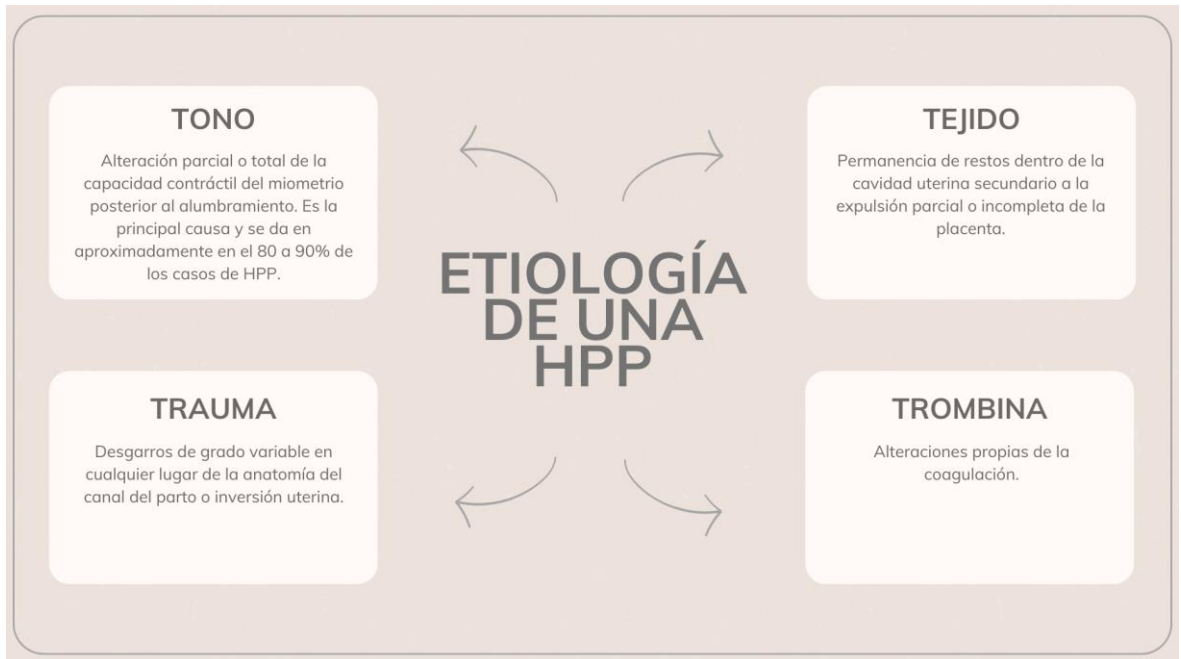 TONO
Alteración parcial o total de la
capacidad contráctil del miometrio
posterior al alumbramiento. Es la
principal causa y se da en
aproximadamente en el 80 a 90% de
los casos de HPP.
TEJIDO
Permanencia de restos dentro de la
cavidad uterina secundario a la
expulsión parcial o incompleta de la
placenta.
ETIOLOGÍA
DE UNA
HPP
TRAUMA
Desgarros de grado variable en
cualquier lugar de la anatomía del
canal del parto o inversión uterina.
TROMBINA
Alteraciones propias de la
coagulación.